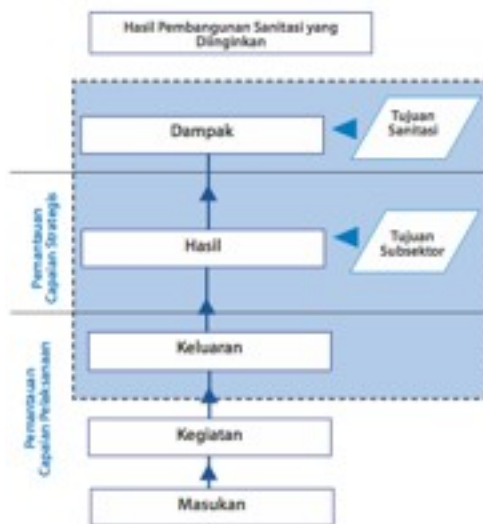 Hasil Pembangunan Sanitasi yang
Diinginkan
Dampak
Tujuan
Sanitasi
Pemantauan
Capaian Strategis
Hasil
Tujuan
Subsektor
Pemantauan
Capaian Pelaksanaan
Keluaran
Kegiatan
Masukan